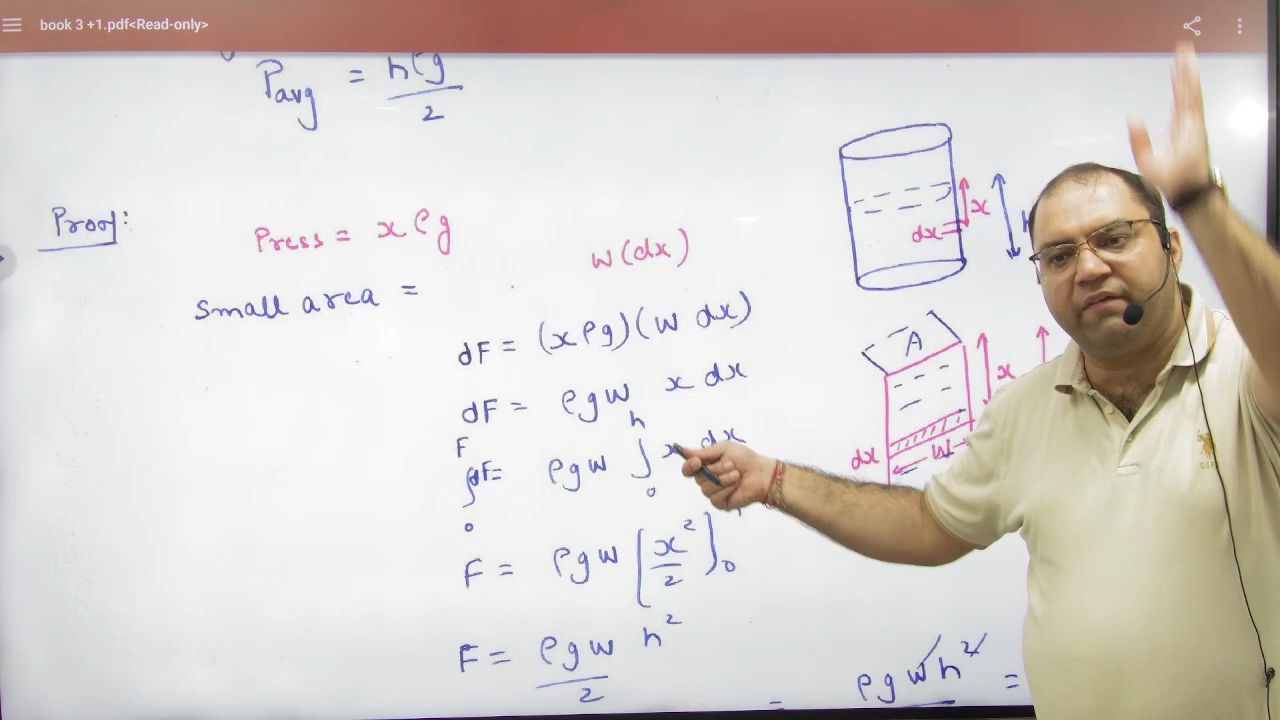 book 3 +1.pdf<Read-only>
Pavg = hρg / 2
Proof:
Press = xρg
w(dx)
Small area =
dF = (xρg)(w dx)
dF = ρgw x dx
∫₀^F dF = ρgw ∫₀^h x dx
F = ρgw [x²/2]₀
F = ρgw h² / 2
= ρgwh² =
x
dx
h
A
x
dx
w